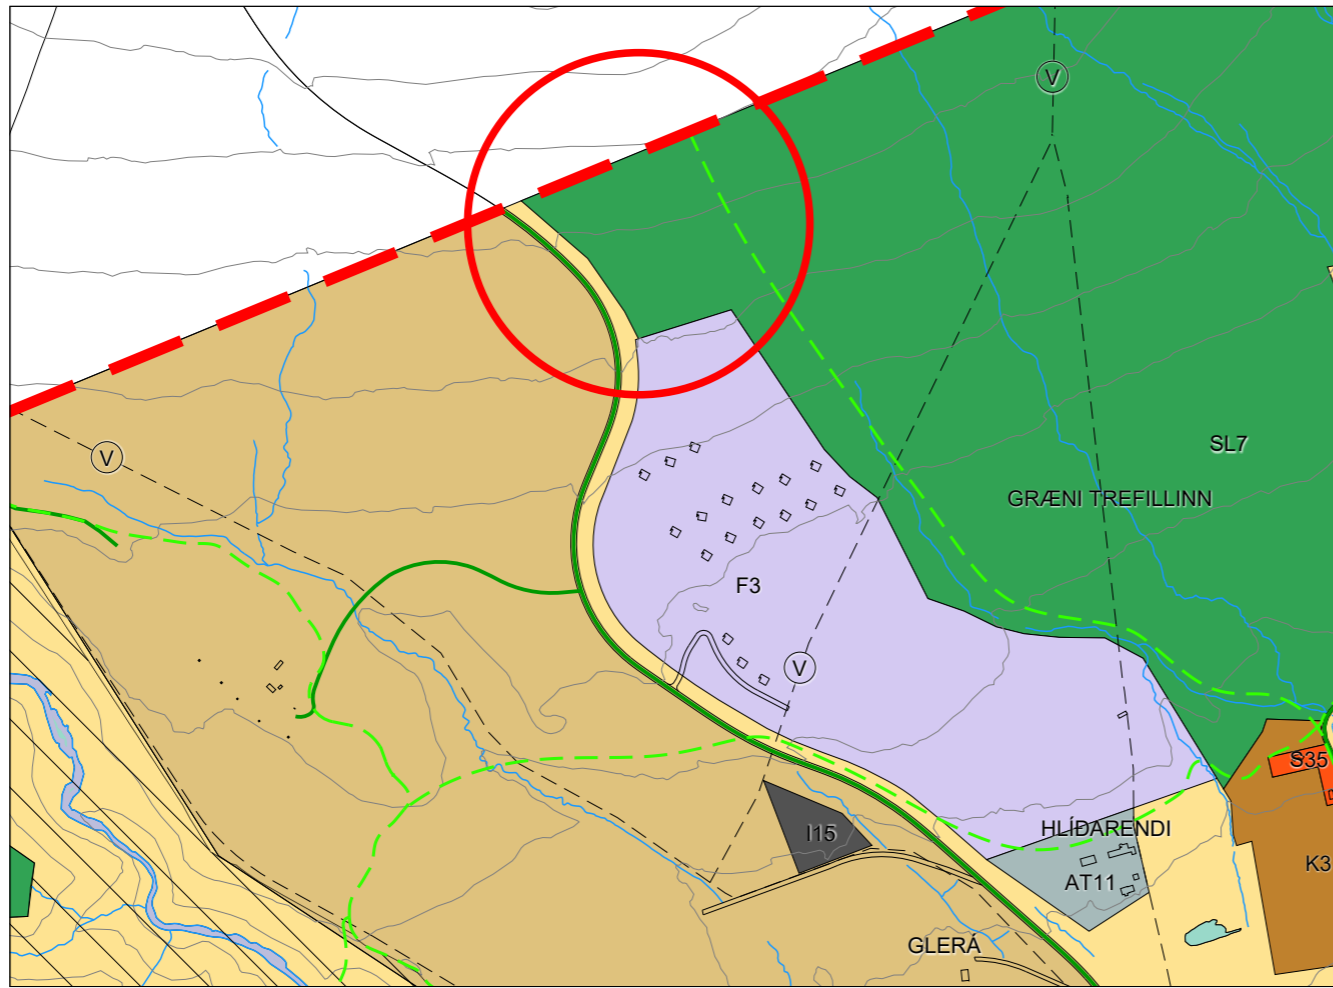 V
SL7
V
GRÆNI TREFILLINN
F3
V
S35
HLÍÐARENDI
I15
K3
AT11
GLERÁ